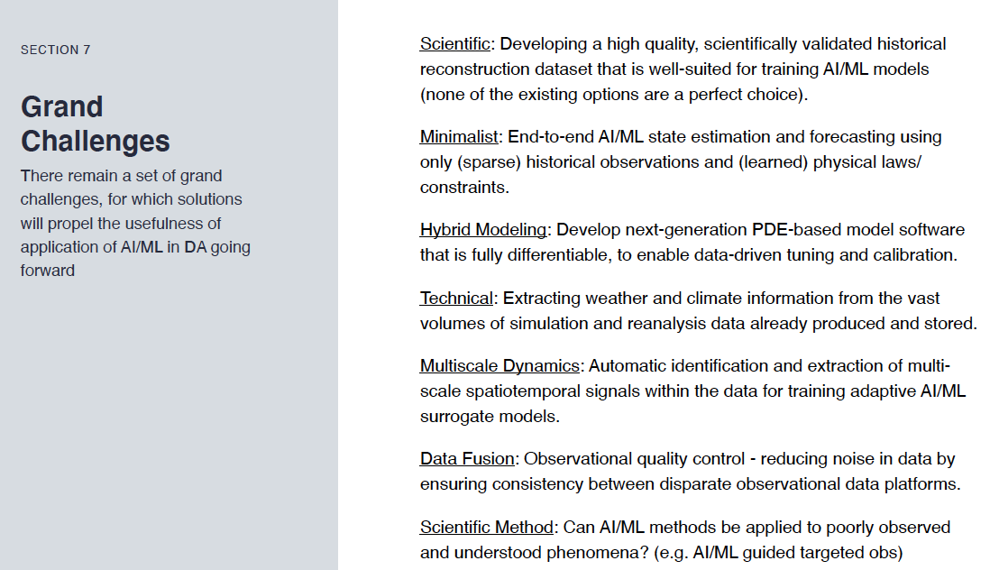 SECTION 7
Grand
Challenges
There remain a set of grand
challenges, for which solutions
will propel the usefulness of
application of AI/ML in DA going
forward
Scientific: Developing a high quality, scientifically validated historical
reconstruction dataset that is well-suited for training AI/ML models
(none of the existing options are a perfect choice).
Minimalist: End-to-end AI/ML state estimation and forecasting using
only (sparse) historical observations and (learned) physical laws/
constraints.
Hybrid Modeling: Develop next-generation PDE-based model software
that is fully differentiable, to enable data-driven tuning and calibration.
Technical: Extracting weather and climate information from the vast
volumes of simulation and reanalysis data already produced and stored.
Multiscale Dynamics: Automatic identification and extraction of multi-
scale spatiotemporal signals within the data for training adaptive AI/ML
surrogate models.
Data Fusion: Observational quality control - reducing noise in data by
ensuring consistency between disparate observational data platforms.
Scientific Method: Can AI/ML methods be applied to poorly observed
and understood phenomena? (e.g. AI/ML guided targeted obs)